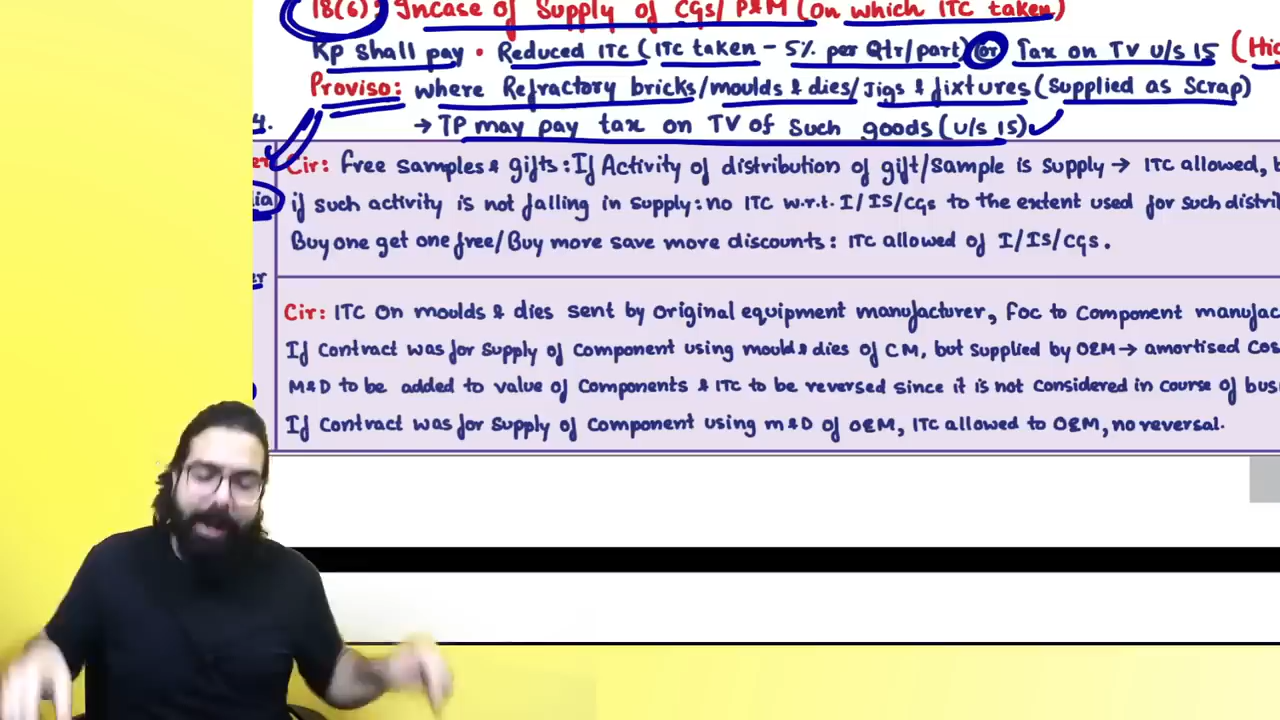 18(6): Incase of Supply of CGs/P&M (on which ITC taken)
RP shall pay • Reduced ITC (ITC taken - 5% per Qtr/part) or Tax on TV u/s 15 (Hig
Proviso: where Refractory bricks/moulds & dies/Jigs & fixtures (Supplied as Scrap)
→ TP may pay tax on TV of Such goods (u/s 15)
Cir: Free samples & gifts: If Activity of distribution of gift/sample is Supply → ITC allowed, b
if such activity is not falling in supply: no ITC w.r.t. I/IS/CGs to the extent used for such distri
Buy one get one free/Buy more save more discounts: ITC allowed of I/IS/CGs.
Cir: ITC on moulds & dies sent by original equipment manufacturer, Foc to Component manufac
If Contract was for Supply of Component using mould & dies of CM, but Supplied by OEM → amortised Cos
M&D to be added to value of Components & ITC to be reversed since it is not Considered in Course of bus
If Contract was for Supply of Component using M&D of OEM, ITC allowed to OEM, no reversal.